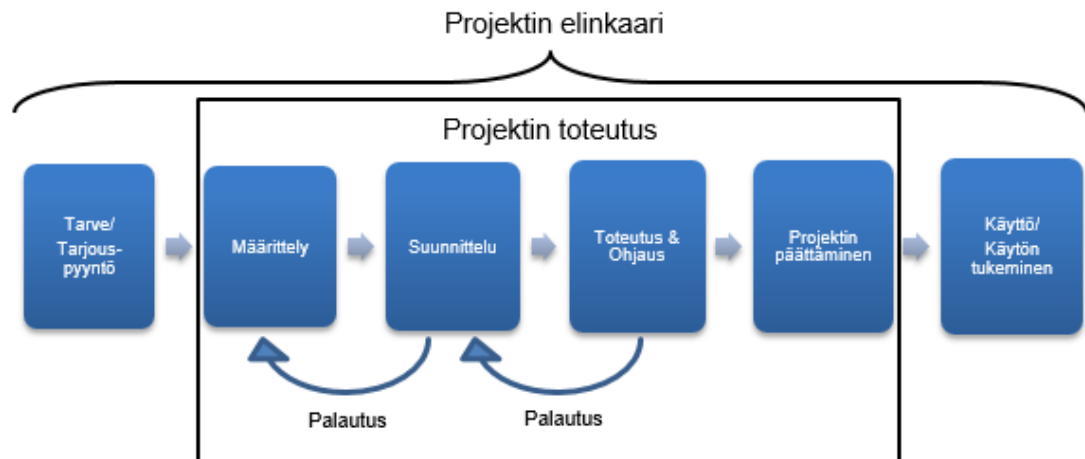 Projektin elinkaari
Projektin toteutus
Tarve/
Tarjous-
pyyntö
Määrittely
Suunnittelu
Toteutus &
Ohjaus
Projektin
päättäminen
Käyttö/
Käytön
tukeminen
Palautus
Palautus